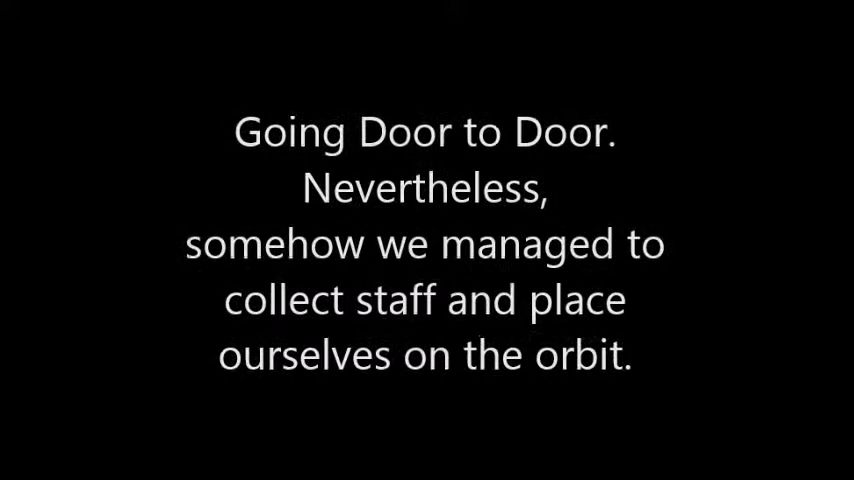 Going Door to Door.
Nevertheless,
somehow we managed to
collect staff and place
ourselves on the orbit.